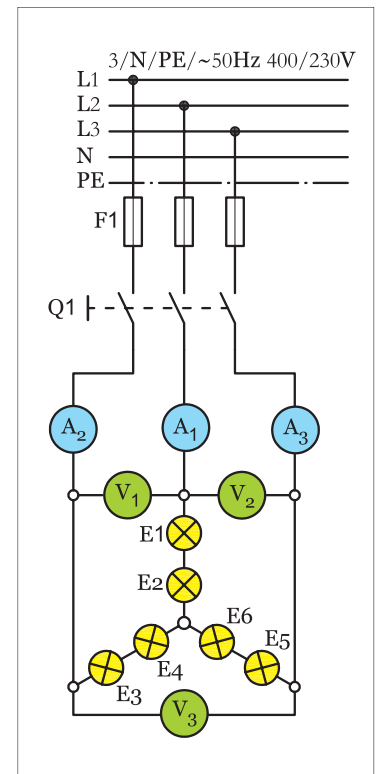 3/N/PE/~50Hz 400/230V
L1
L2
L3
N
PE
F1
Q1
A₂ A₁ A₃
V₁ V₂
E1
E2
E6
E4 E5
E3
V₃